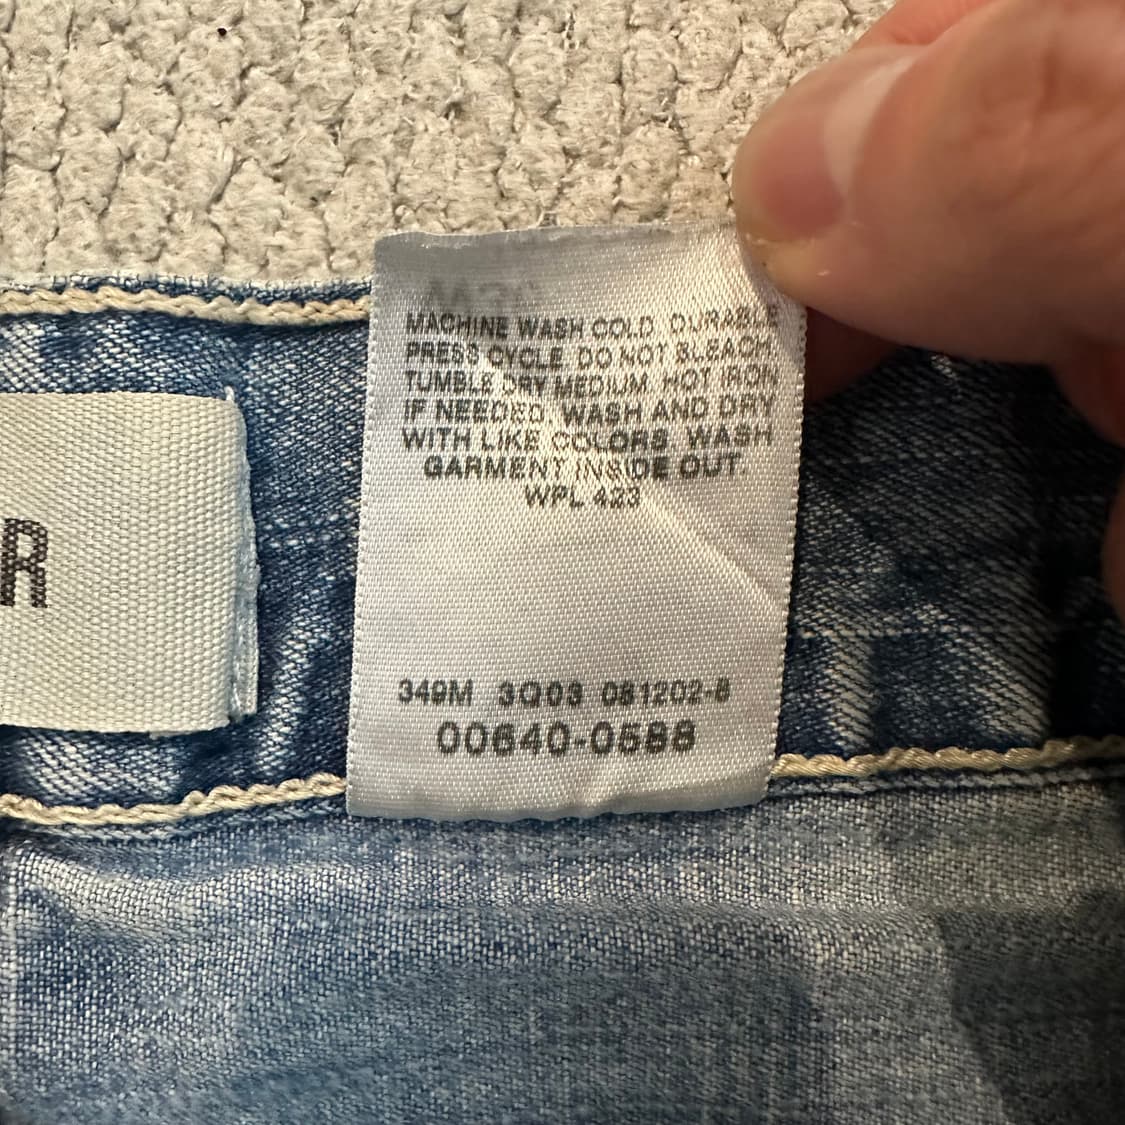 R
MACHINE WASH COLD. DURABLE
PRESS CYCLE. DO NOT BLEACH.
TUMBLE DRY MEDIUM. HOT IRON
IF NEEDED. WASH AND DRY
WITH LIKE COLORS. WASH
GARMENT INSIDE OUT.
WPL 423
349M 3Q03 081202-8
00640-0588